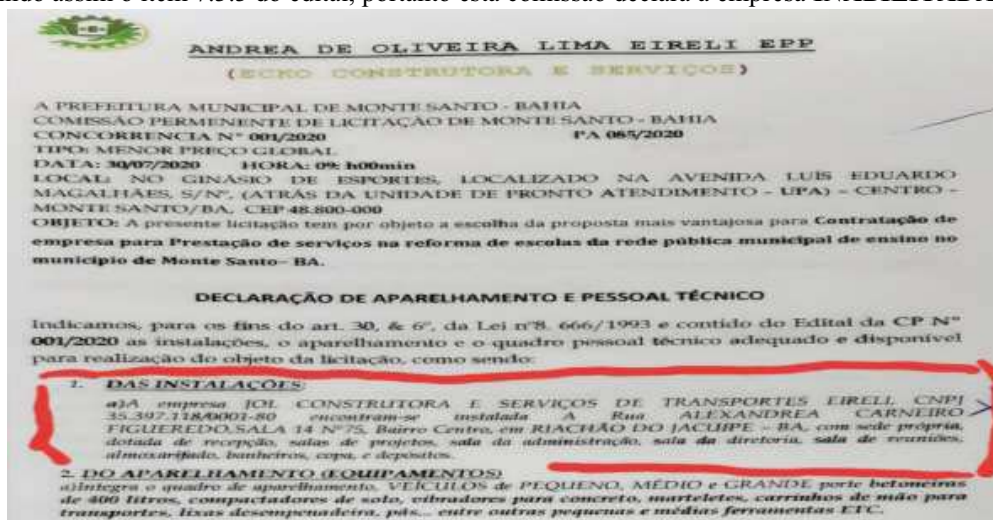 ANDREA DE OLIVEIRA LIMA EIRELI EPP
(ECKO CONSTRUTORA E SERVIÇOS)
A PREFEITURA MUNICIPAL DE MONTE SANTO - BAHIA
COMISSÃO PERMENENTE DE LICITAÇÃO DE MONTE SANTO - BAHIA
CONCORRENCIA N° 001/2020 PA 085/2020
TIPO: MENOR PREÇO GLOBAL
DATA: 30/07/2020 HORA: 09: h00min
LOCAL: NO GINÁSIO DE ESPORTES, LOCALIZADO NA AVENIDA LUÍS EDUARDO
MAGALHÃES, S/N°, (ATRÁS DA UNIDADE DE PRONTO ATENDIMENTO - UPA) – CENTRO -
MONTE SANTO/BA, CEP 48.800-000
OBJETO: A presente licitação tem por objeto a escolha da proposta mais vantajosa para Contratação de
empresa para Prestação de serviços na reforma de escolas da rede pública municipal de ensino no
município de Monte Santo– BA.
DECLARAÇÃO DE APARELHAMENTO E PESSOAL TÉCNICO
Indicamos, para os fins do art. 30, & 6°, da Lei n°8. 666/1993 e contido do Edital da CP N°
001/2020 as instalações, o aparelhamento e o quadro pessoal técnico adequado e disponível
para realização do objeto da licitação, como sendo:
1. DAS INSTALAÇÕES:
a)A empresa JOL CONSTRUTORA E SERVIÇOS DE TRANSPORTES EIRELI, CNPJ
35.397.118/0001-80 encontram-se instalada A Rua ALEXANDREA CARNEIRO
FIGUEREDO,SALA 14 N°75, Bairro Centro, em RIACHÃO DO JACUIPE – BA, com sede própria,
dotada de recepção, salas de projetos, sala da administração, sala da diretoria, sala de reuniões,
almoxarifado, banheiros, copa, e depósitos.
2. DO APARELHAMENTO (EQUIPAMENTOS)
a)Integra o quadro de aparelhamento, VEÍCULOS de PEQUENO, MÉDIO e GRANDE porte betoneiras
de 400 litros, compactadores de solo, vibradores para concreto, marteletes, carrinhos de mão para
transportes, lixas desempenadeira, pás... entre outras pequenas e médias ferramentas ETC.